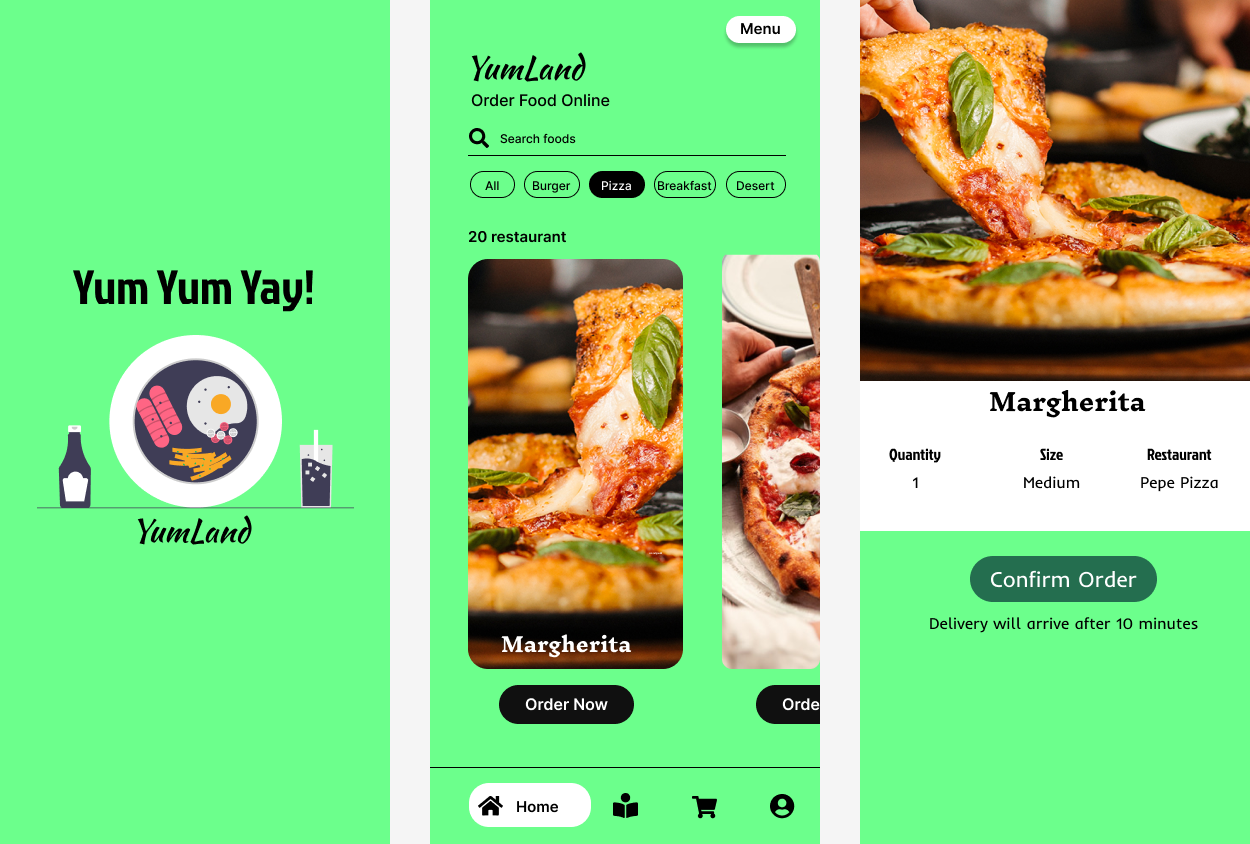 Yum Yum Yay!
YumLand
Menu
YumLand
Order Food Online
Search foods
All Burger Pizza Breakfast Desert
20 restaurant
Margherita
Order Now
Orde
Home
Margherita
Quantity Size Restaurant
1 Medium Pepe Pizza
Confirm Order
Delivery will arrive after 10 minutes